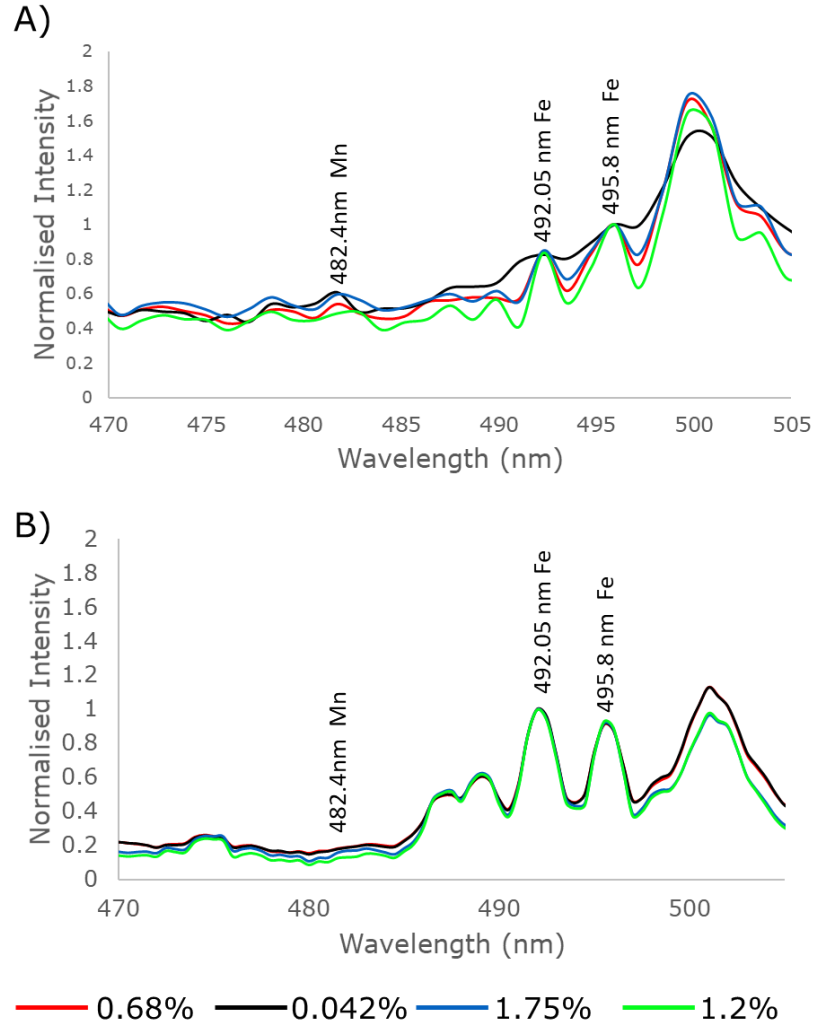 A)
2
1.8
1.6
1.4
1.2
1
0.8
0.6
0.4
0.2
0
Normalised Intensity
482.4nm Mn
492.05 nm Fe
495.8 nm Fe
470 475 480 485 490 495 500 505
Wavelength (nm)
B)
2
1.8
1.6
1.4
1.2
1
0.8
0.6
0.4
0.2
0
Normalised Intensity
482.4nm Mn
492.05 nm Fe
495.8 nm Fe
470 480 490 500
Wavelength (nm)
0.68% 0.042% 1.75% 1.2%